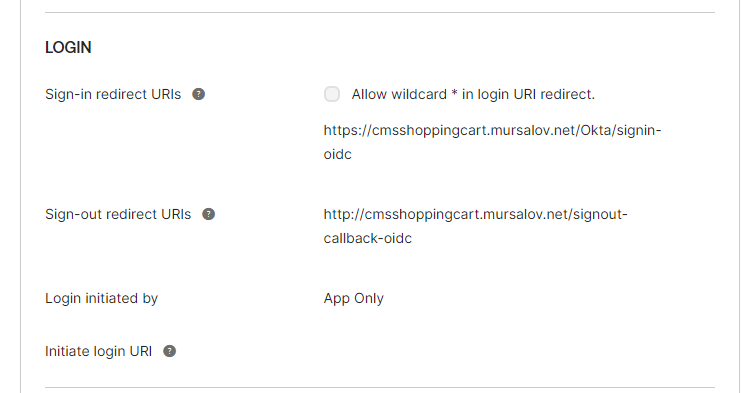 LOGIN
Sign-in redirect URIs ?
Allow wildcard * in login URI redirect.
https://cmsshoppingcart.mursalov.net/Okta/signin-
oidc
Sign-out redirect URIs ?
http://cmsshoppingcart.mursalov.net/signout-
callback-oidc
Login initiated by
App Only
Initiate login URI ?